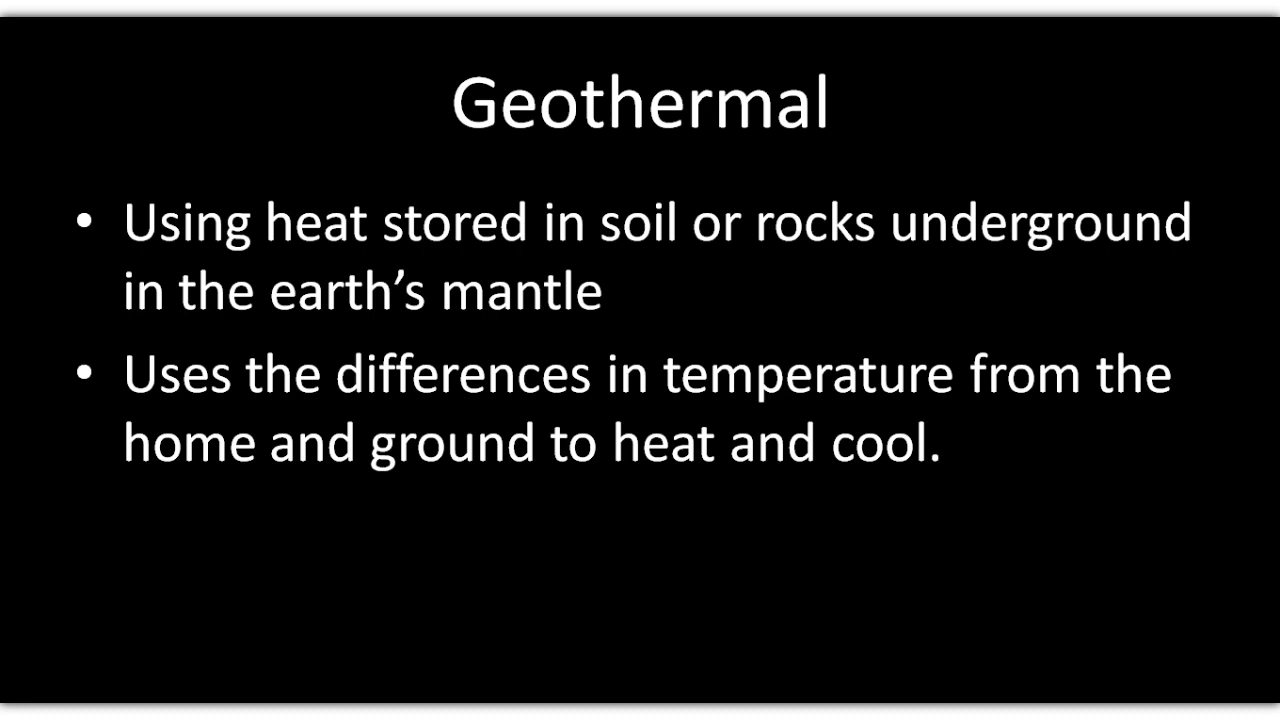 Geothermal
• Using heat stored in soil or rocks underground
in the earth’s mantle
• Uses the differences in temperature from the
home and ground to heat and cool.